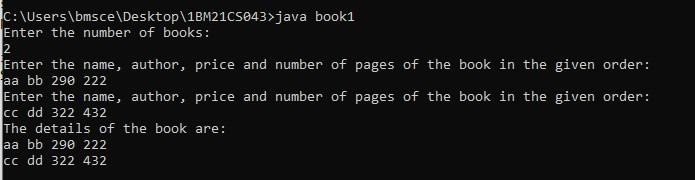 C:\Users\bmsce\Desktop\1BM21CS043>java book1
Enter the number of books:
2
Enter the name, author, price and number of pages of the book in the given order:
aa bb 290 222
Enter the name, author, price and number of pages of the book in the given order:
cc dd 322 432
The details of the book are:
aa bb 290 222
cc dd 322 432